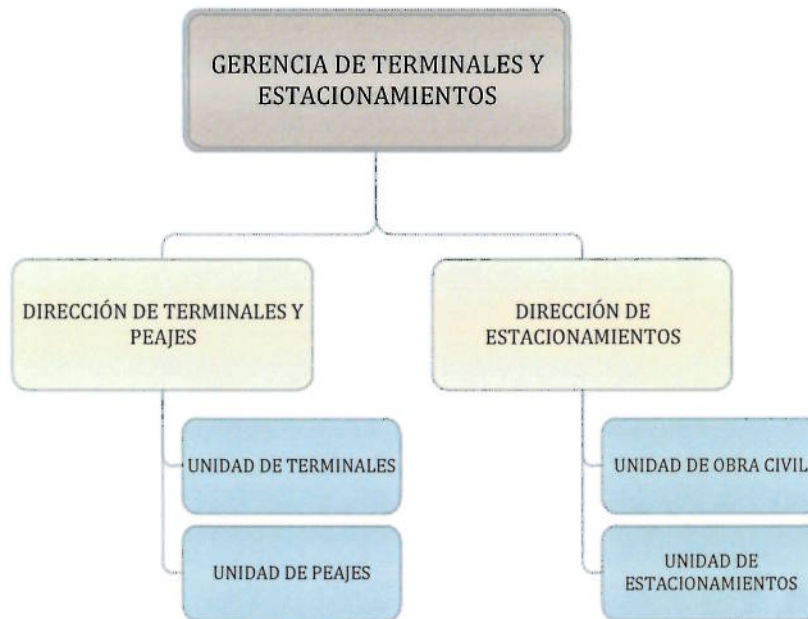 GERENCIA DE TERMINALES Y
ESTACIONAMIENTOS
DIRECCIÓN DE TERMINALES Y
PEAJES
DIRECCIÓN DE
ESTACIONAMIENTOS
UNIDAD DE TERMINALES
UNIDAD DE OBRA CIVIL
UNIDAD DE PEAJES
UNIDAD DE
ESTACIONAMIENTOS